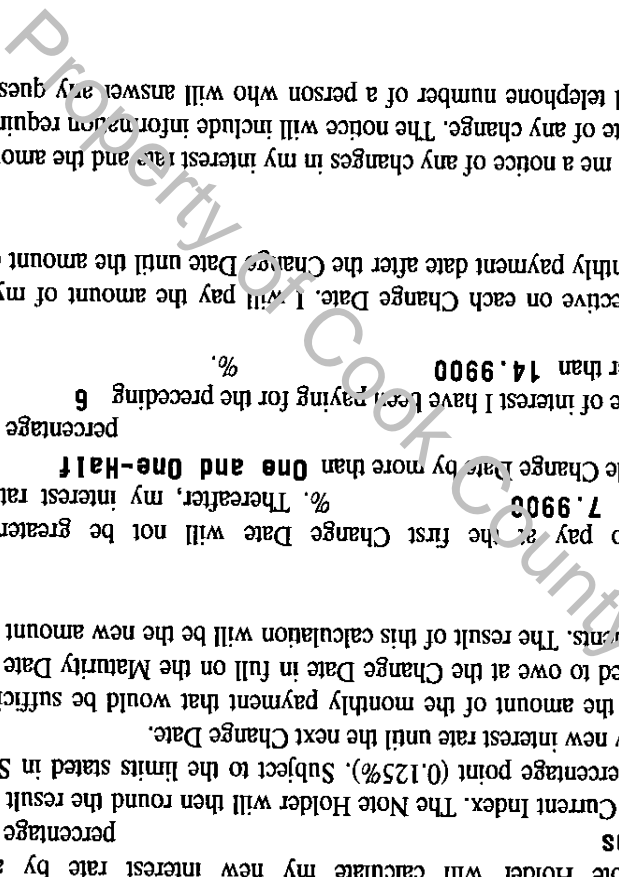 ote Holder will calculate my new interest rate by a
us percentage
Current Index. The Note Holder will then round the result
percentage point (0.125%). Subject to the limits stated in S
y new interest rate until the next Change Date.
the amount of the monthly payment that would be suffici
ed to owe at the Change Date in full on the Maturity Date
ents. The result of this calculation will be the new amount
o pay at the first Change Date will not be greater
7.9900 %. Thereafter, my interest rat
le Change Date by more than One and One-Half
percentage
e of interest I have been paying for the preceding 6
r than 14.9900 %.
ective on each Change Date. I will pay the amount of my
nthly payment date after the Change Date until the amount
me a notice of any changes in my interest rate and the amo
te of any change. The notice will include information requir
l telephone number of a person who will answer any ques
Property of Cook County